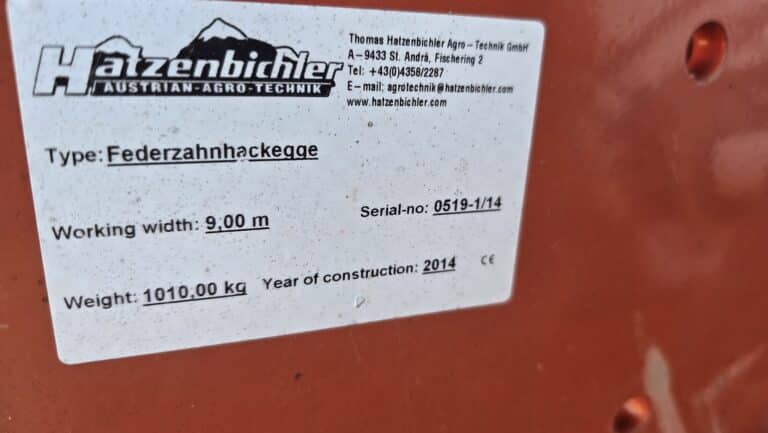 Hatzenbichler
AUSTRIAN-AGRO-TECHNIK
Thomas Hatzenbichler Agro-Technik GmbH
A-9433 St. Andrä, Fischering 2
Tel: +43(0)4358/2287
E-mail: agrotechnik@hatzenbichler.com
www.hatzenbichler.com
Type: Federzahnhackegge
Working width: 9,00 m
Serial-no: 0519-1/14
Weight: 1010,00 kg
Year of construction: 2014 CE